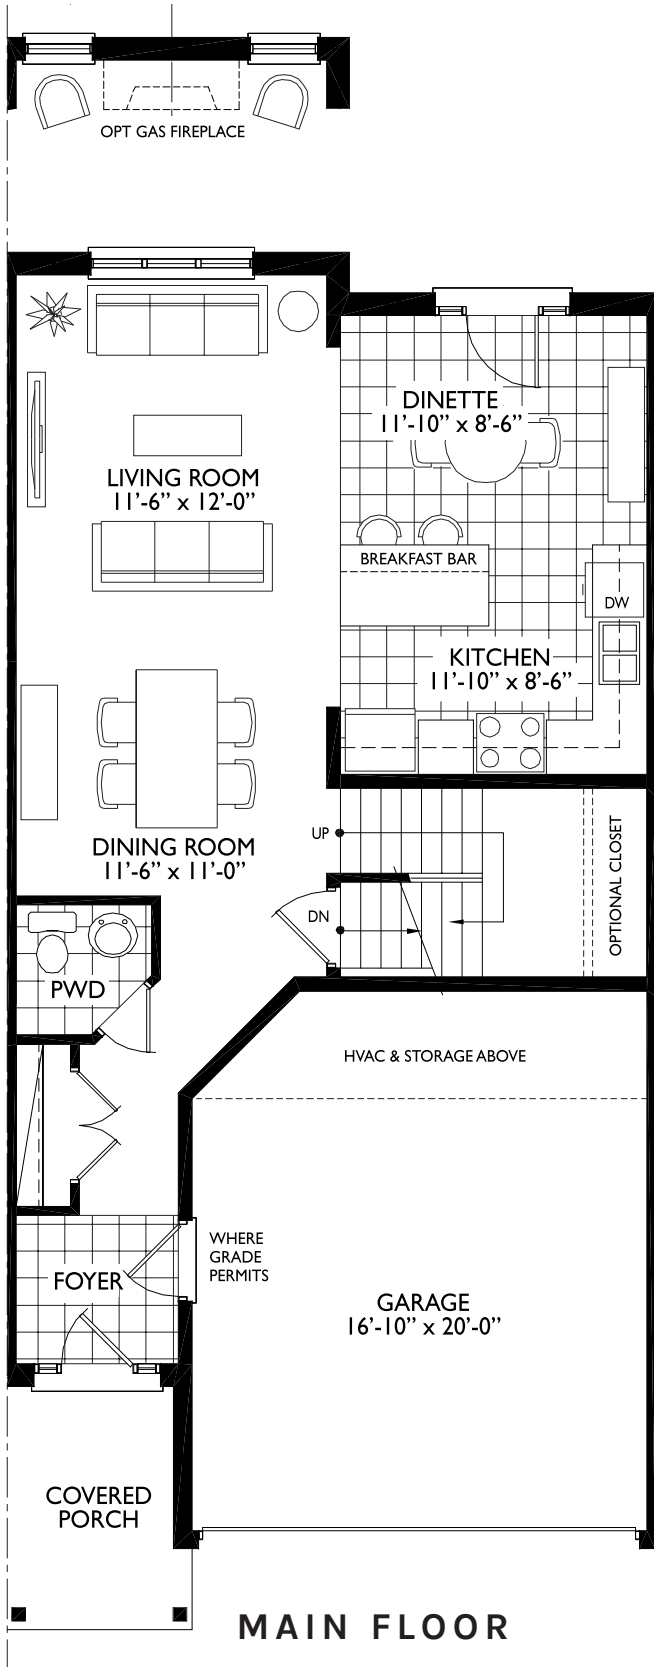 OPT GAS FIREPLACE
DINETTE
11'-10" x 8'-6"
LIVING ROOM
11'-6" x 12'-0"
BREAKFAST BAR
DW
KITCHEN
11'-10" x 8'-6"
UP
DINING ROOM
11'-6" x 11'-0"
OPTIONAL CLOSET
DN
PWD
HVAC & STORAGE ABOVE
WHERE
GRADE
PERMITS
FOYER
GARAGE
16'-10" x 20'-0"
COVERED
PORCH
MAIN FLOOR